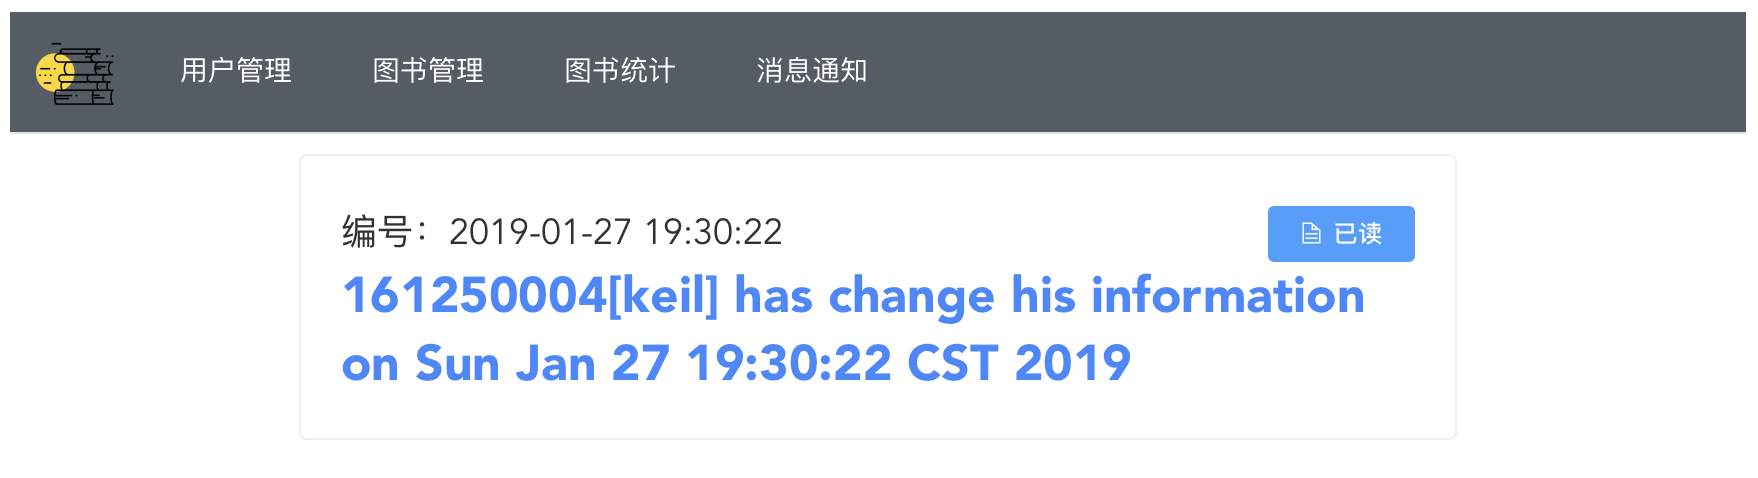 用户管理 图书管理 图书统计 消息通知
编号：2019-01-27 19:30:22 已读
161250004[keil] has change his information
on Sun Jan 27 19:30:22 CST 2019